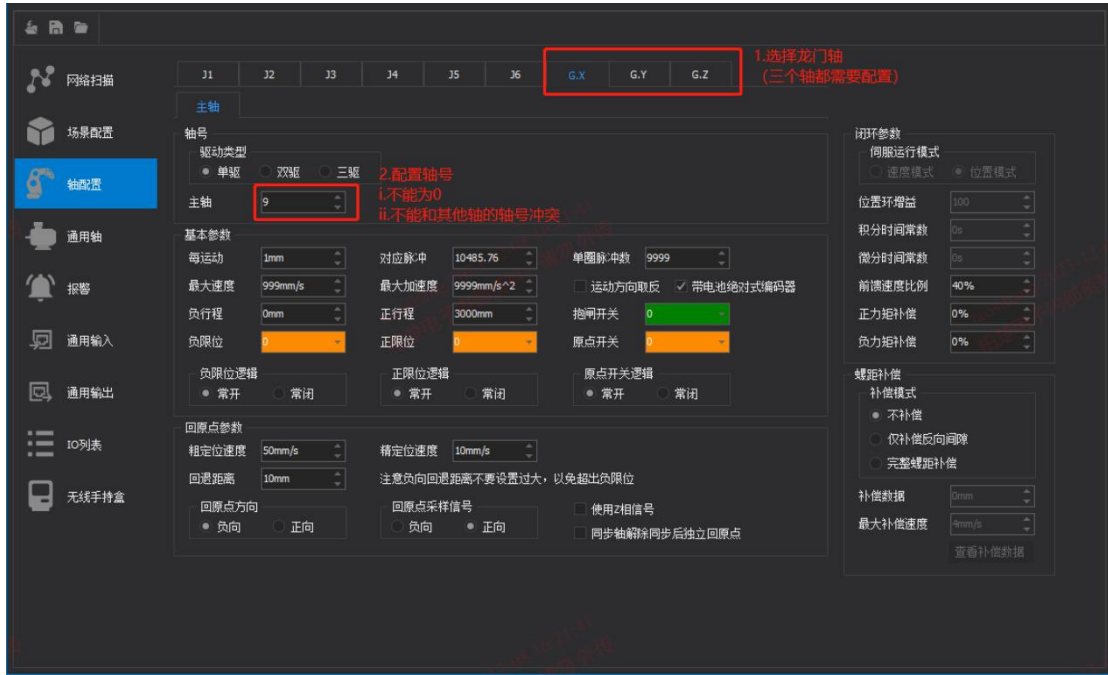 1.选择龙门轴
（三个轴都需要配置）
网络扫描
场景配置
轴配置
通用轴
报警
通用输入
通用输出
IO列表
无线手持盒
J1 J2 J3 J4 J5 J6 G.X G.Y G.Z
主轴
轴号
驱动类型
单驱 双驱 三驱
主轴 9
2.配置轴号
i.不能为0
ii.不能和其他轴的轴号冲突
基本参数
每运动 1mm 对应脉冲 10485.76 单圈脉冲数 9999
最大速度 999mm/s 最大加速度 9999mm/s^2 运动方向取反 带电池绝对式编码器
负行程 0mm 正行程 3000mm 抱闸开关 0
负限位 0 正限位 0 原点开关 0
负限位逻辑 正限位逻辑 原点开关逻辑
常开 常闭 常开 常闭 常开 常闭
回原点参数
粗定位速度 50mm/s 精定位速度 10mm/s
回退距离 10mm 注意负向回退距离不要设置过大，以免超出负限位
回原点方向 回原点采样信号 使用Z相信号
负向 正向 负向 正向 同步轴解除同步后独立回原点
闭环参数
伺服运行模式
速度模式 位置模式
位置环增益 100
积分时间常数 0s
微分时间常数 0s
前馈速度比例 40%
正力矩补偿 0%
负力矩补偿 0%
螺距补偿
补偿模式
不补偿
仅补偿反向间隙
完整螺距补偿
补偿数据 0mm
最大补偿速度 4mm/s
查看补偿数据